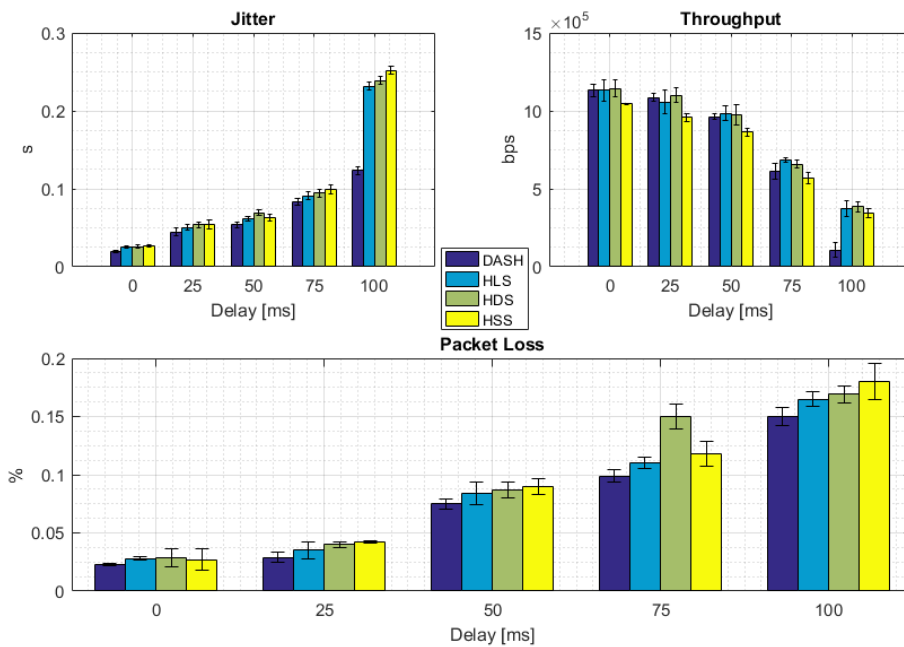 Jitter
0.3
0.2
0.1
0
s
0 25 50 75 100
Delay [ms]
Throughput
×10⁵
15
10
5
0
bps
0 25 50 75 100
Delay [ms]
DASH
HLS
HDS
HSS
Packet Loss
0.2
0.15
0.1
0.05
0
%
0 25 50 75 100
Delay [ms]